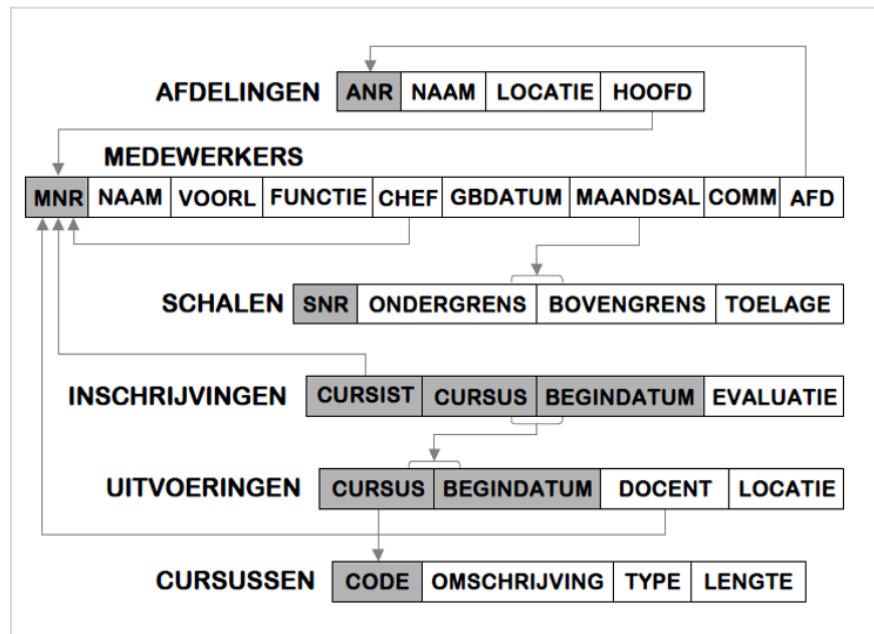 AFDELINGEN ANR NAAM LOCATIE HOOFD
MEDEWERKERS
MNR NAAM VOORL FUNCTIE CHEF GBDATUM MAANDSAL COMM AFD
SCHALEN SNR ONDERGRENS BOVENGRENS TOELAGE
INSCHRIJVINGEN CURSIST CURSUS BEGINDATUM EVALUATIE
UITVOERINGEN CURSUS BEGINDATUM DOCENT LOCATIE
CURSUSSEN CODE OMSCHRIJVING TYPE LENGTE